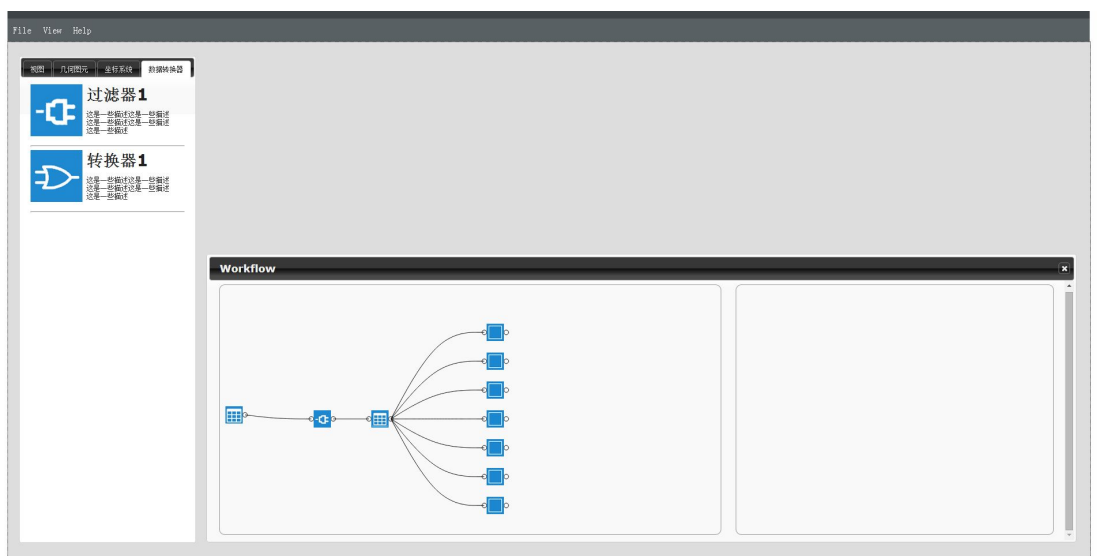 File View Help
视图 几何图元 坐标系统 数据转换器
过滤器1
这是一些描述这是一些描述
这是一些描述这是一些描述
这是一些描述
转换器1
这是一些描述这是一些描述
这是一些描述这是一些描述
这是一些描述
Workflow